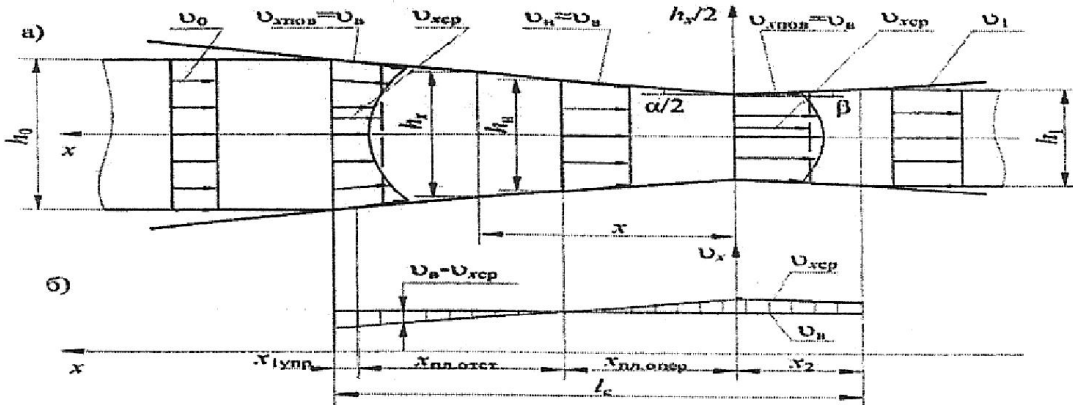 а) υ₀ υₓпов=υв υₓср υн=υв hₓ/2 υₓпов=υв υₓср υ₁
h₀ x hₓ hн α/2 β h₁
x
υₓ
б) υв-υₓср υₓср
υв
x x₁упр xпл.отст xпл.опер x₂
lс